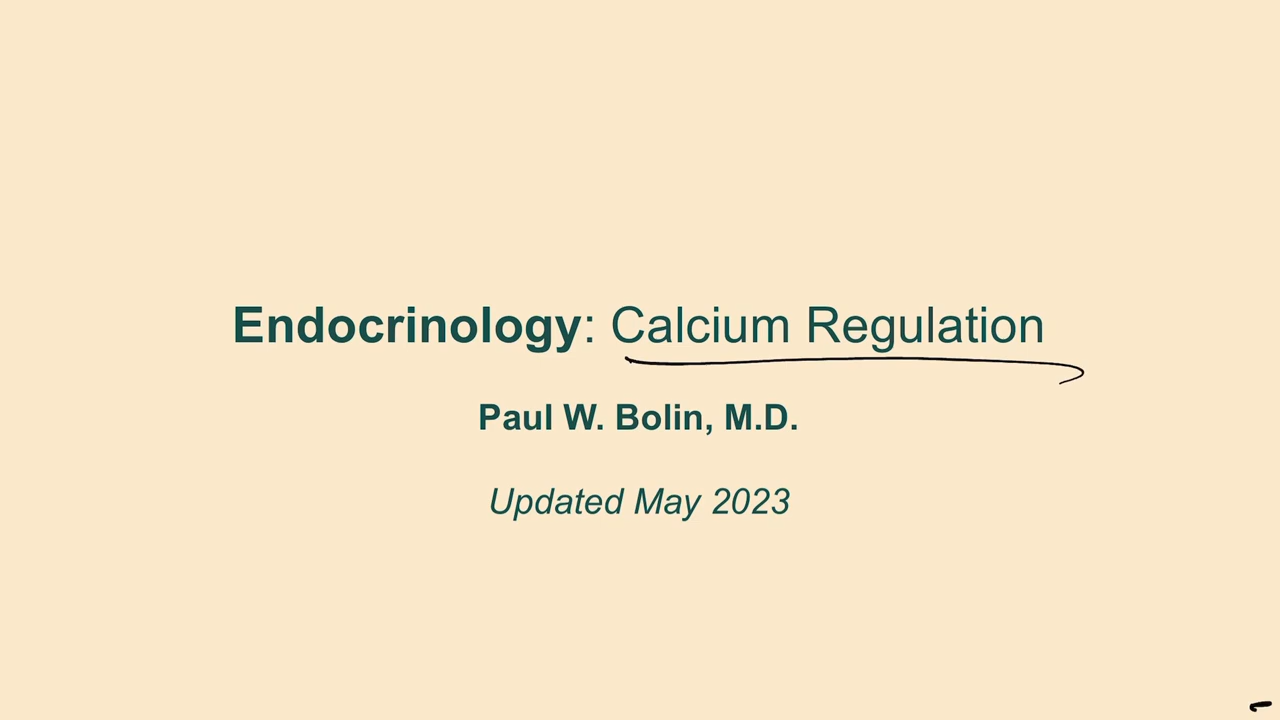 Endocrinology: Calcium Regulation
Paul W. Bolin, M.D.
Updated May 2023